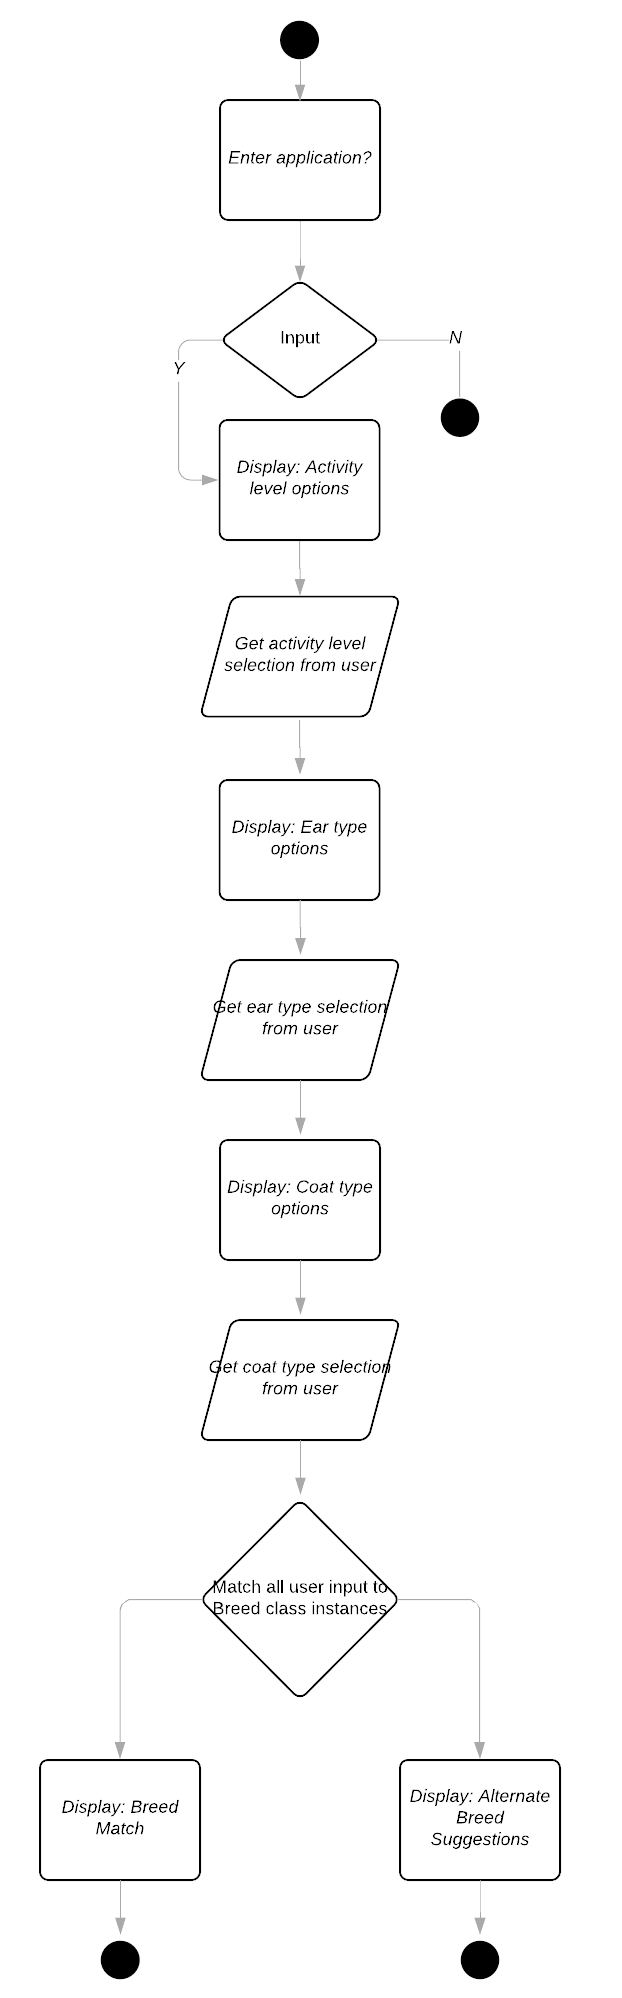 Enter application?
Input
N
Y
Display: Activity
level options
Get activity level
selection from user
Display: Ear type
options
Get ear type selection
from user
Display: Coat type
options
Get coat type selection
from user
Match all user input to
Breed class instances
Display: Breed
Match
Display: Alternate
Breed
Suggestions